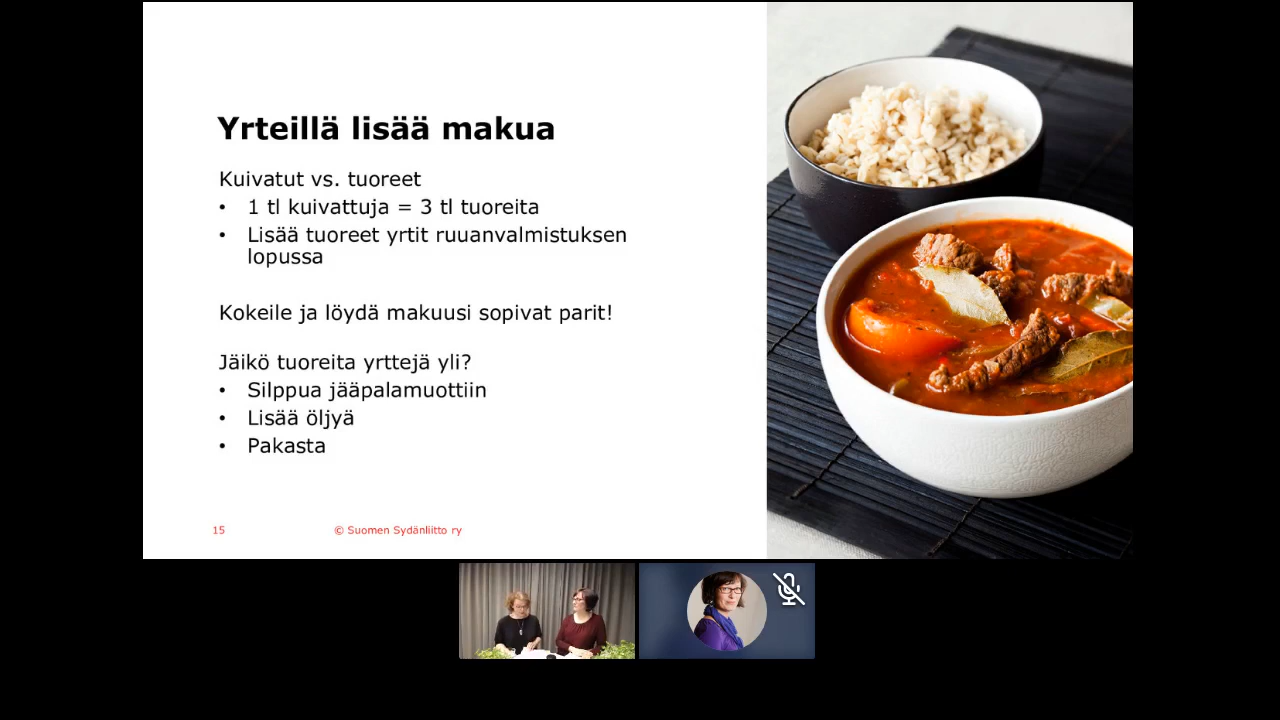 Yrteillä lisää makua
Kuivatut vs. tuoreet
• 1 tl kuivattuja = 3 tl tuoreita
• Lisää tuoreet yrtit ruuanvalmistuksen
lopussa
Kokeile ja löydä makuusi sopivat parit!
Jäikö tuoreita yrttejä yli?
• Silppua jääpalamuottiin
• Lisää öljyä
• Pakasta
15 © Suomen Sydänliitto ry